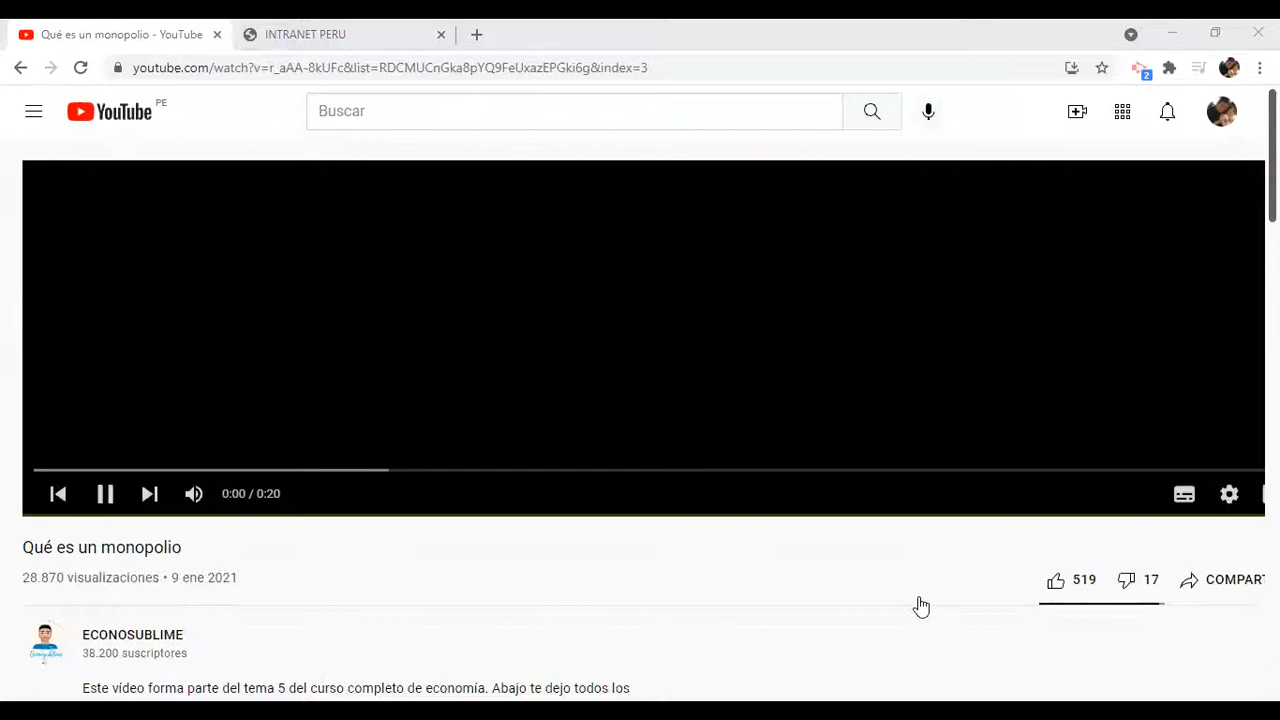 Qué es un monopolio - YouTube
INTRANET PERU
youtube.com/watch?v=r_aAA-8kUFc&list=RDCMUCnGka8pYQ9FeUxazEPGki6g&index=3
2
YouTube PE
Buscar
0:00 / 0:20
Qué es un monopolio
28.870 visualizaciones • 9 ene 2021
519
17
COMPART
ECONOSUBLIME
38.200 suscriptores
Este vídeo forma parte del tema 5 del curso completo de economía. Abajo te dejo todos los